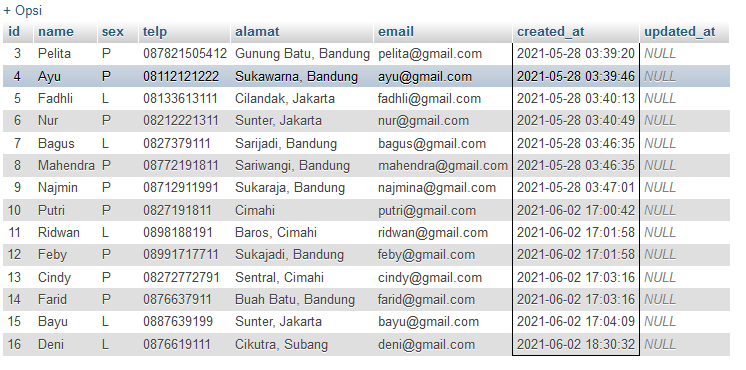 + Opsi
id name sex telp alamat email created_at updated_at
3 Pelita P 087821505412 Gunung Batu, Bandung pelita@gmail.com 2021-05-28 03:39:20 NULL
4 Ayu P 08112121222 Sukawarna, Bandung ayu@gmail.com 2021-05-28 03:39:46 NULL
5 Fadhli L 08133613111 Cilandak, Jakarta fadhli@gmail.com 2021-05-28 03:40:13 NULL
6 Nur P 08212221311 Sunter, Jakarta nur@gmail.com 2021-05-28 03:40:49 NULL
7 Bagus L 0827379111 Sarijadi, Bandung bagus@gmail.com 2021-05-28 03:46:35 NULL
8 Mahendra P 08772191811 Sariwangi, Bandung mahendra@gmail.com 2021-05-28 03:46:35 NULL
9 Najmin P 08712911991 Sukaraja, Bandung najmina@gmail.com 2021-05-28 03:47:01 NULL
10 Putri P 0827191811 Cimahi putri@gmail.com 2021-06-02 17:00:42 NULL
11 Ridwan L 0898188191 Baros, Cimahi ridwan@gmail.com 2021-06-02 17:01:58 NULL
12 Feby P 08991717711 Sukajadi, Bandung feby@gmail.com 2021-06-02 17:01:58 NULL
13 Cindy P 08272772791 Sentral, Cimahi cindy@gmail.com 2021-06-02 17:03:16 NULL
14 Farid P 0876637911 Buah Batu, Bandung farid@gmail.com 2021-06-02 17:03:16 NULL
15 Bayu L 0887639199 Sunter, Jakarta bayu@gmail.com 2021-06-02 17:04:09 NULL
16 Deni L 0876619111 Cikutra, Subang deni@gmail.com 2021-06-02 18:30:32 NULL